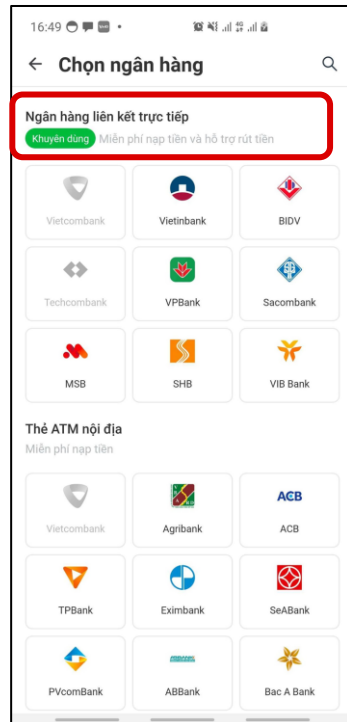 16:49
Chọn ngân hàng
Ngân hàng liên kết trực tiếp
Khuyên dùng Miễn phí nạp tiền và hỗ trợ rút tiền
Vietcombank Vietinbank BIDV
Techcombank VPBank Sacombank
MSB SHB VIB Bank
Thẻ ATM nội địa
Miễn phí nạp tiền
ACB
Vietcombank Agribank ACB
TPBank Eximbank SeABank
PVcomBank ABBank Bac A Bank